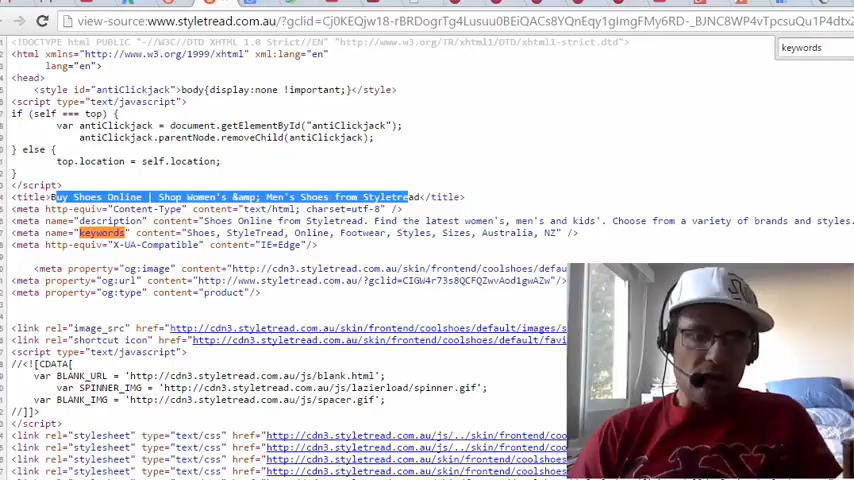 view-source:www.styletread.com.au/?gclid=Cj0KEQjw18-rBRDogrTg4Lusuu0BEiQACs8YQnEqy1gImgFMy6RD-_BJNC8WP4vTpcsuQu1P4dtx2
keywords
<!DOCTYPE html PUBLIC "-//W3C//DTD XHTML 1.0 Strict//EN" "http://www.w3.org/TR/xhtml1/DTD/xhtml1-strict.dtd">
<html xmlns="http://www.w3.org/1999/xhtml" xml:lang="en"
lang="en">
<head>
<style id="antiClickjack">body{display:none !important;}</style>
<script type="text/javascript">
if (self === top) {
var antiClickjack = document.getElementById("antiClickjack");
antiClickjack.parentNode.removeChild(antiClickjack);
} else {
top.location = self.location;
}
</script>
<title>Buy Shoes Online | Shop Women's &amp; Men's Shoes from Styletread</title>
<meta http-equiv="Content-Type" content="text/html; charset=utf-8" />
<meta name="description" content="Shoes Online from Styletread. Find the latest women's, men's and kids'. Choose from a variety of brands and styles.
<meta name="keywords" content="Shoes, StyleTread, Online, Footwear, Styles, Sizes, Australia, NZ" />
<meta http-equiv="X-UA-Compatible" content="IE=Edge"/>
<meta property="og:image" content="http://cdn3.styletread.com.au/skin/frontend/coolshoes/defau
<meta property="og:url" content="http://www.styletread.com.au/?gclid=CIGW4r73s8QCFQZwvAod1gwAZw"/>
<meta property="og:type" content="product"/>
<link rel="image_src" href="http://cdn3.styletread.com.au/skin/frontend/coolshoes/default/images/s
<link rel="shortcut icon" href="http://cdn3.styletread.com.au/skin/frontend/coolshoes/default/favi
<script type="text/javascript">
//<![CDATA[
var BLANK_URL = 'http://cdn3.styletread.com.au/js/blank.html';
var SPINNER_IMG = 'http://cdn3.styletread.com.au/js/lazierload/spinner.gif';
var BLANK_IMG = 'http://cdn3.styletread.com.au/js/spacer.gif';
//]]>
</script>
<link rel="stylesheet" type="text/css" href="http://cdn3.styletread.com.au/js/../skin/frontend/coo
<link rel="stylesheet" type="text/css" href="http://cdn3.styletread.com.au/skin/frontend/coolshoes
<link rel="stylesheet" type="text/css" href="http://cdn3.styletread.com.au/skin/frontend/coolshoes
<link rel="stylesheet" type="text/css" href="http://cdn3.styletread.com.au/skin/frontend/coolshoes